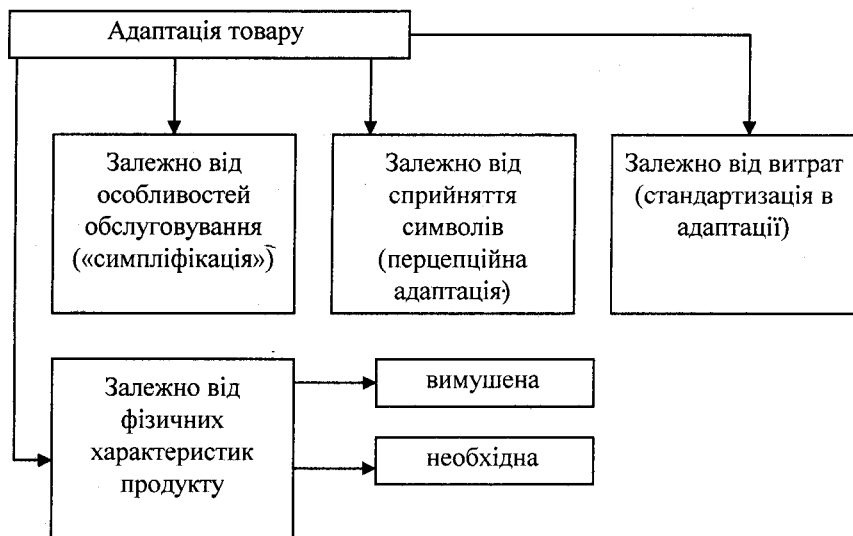 Адаптація товару
Залежно від
особливостей
обслуговування
(«симпліфікація»)
Залежно від
сприйняття
символів
(перцепційна
адаптація)
Залежно від витрат
(стандартизація в
адаптації)
Залежно від
фізичних
характеристик
продукту
вимушена
необхідна